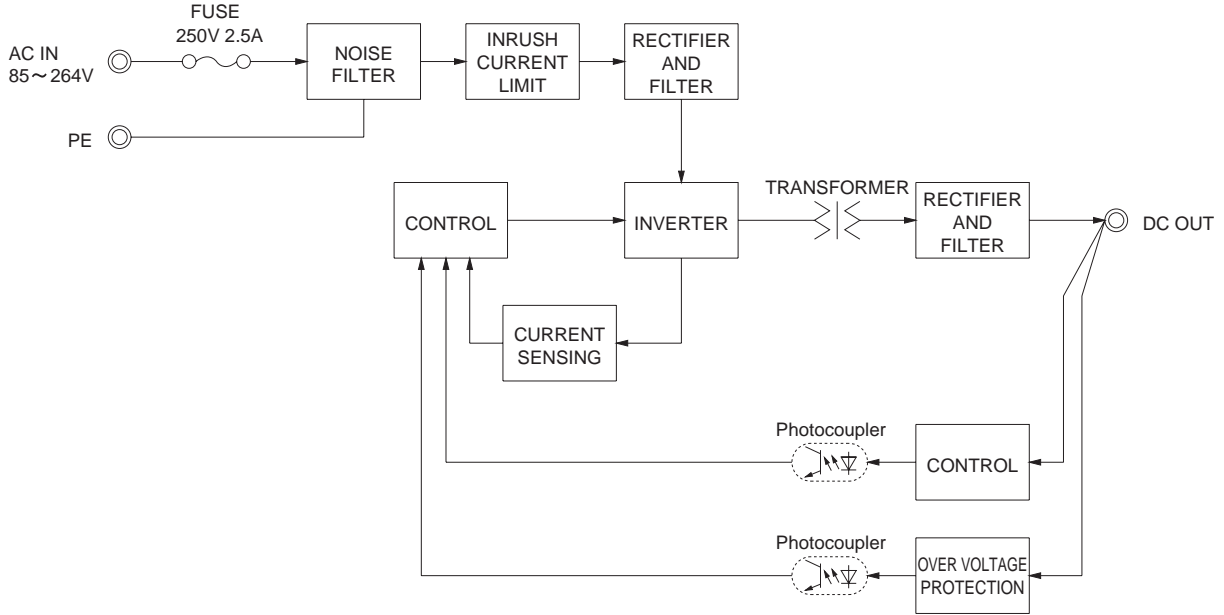 FUSE
250V 2.5A
AC IN
85～264V
NOISE
FILTER
INRUSH
CURRENT
LIMIT
RECTIFIER
AND
FILTER
PE
CONTROL
INVERTER
TRANSFORMER
RECTIFIER
AND
FILTER
DC OUT
CURRENT
SENSING
Photocoupler
CONTROL
Photocoupler
OVER VOLTAGE
PROTECTION